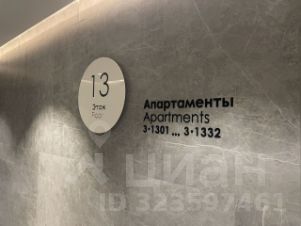 13
Этаж
Floor
Апартаменты
Apartments
3-1301 ... 3-1332
циан
ID 323597461